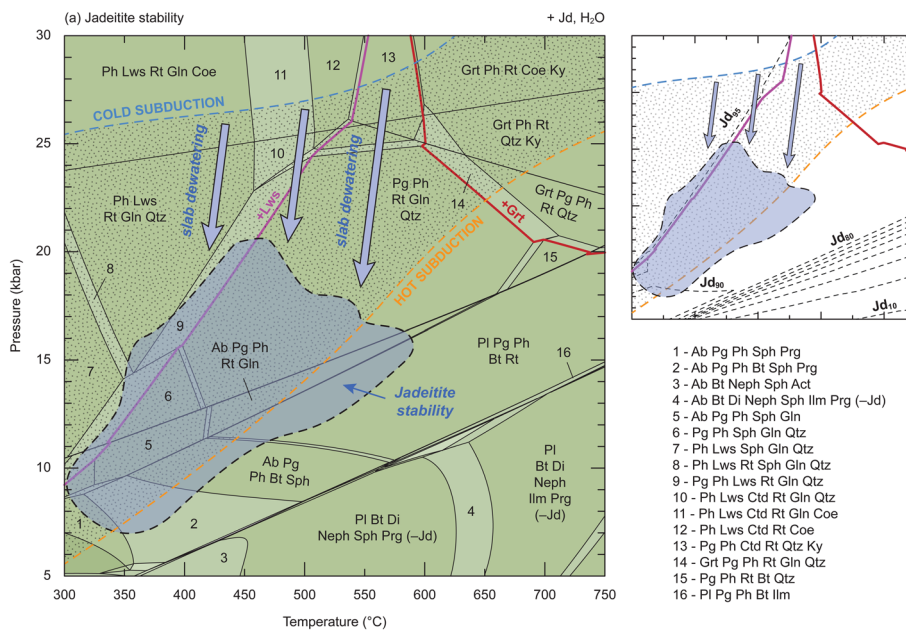 (a) Jadeitite stability
+ Jd, H₂O
30
25
20
15
10
5
Pressure (kbar)
300
350
400
450
500
550
600
650
700
750
Temperature (°C)
Ph Lws Rt Gln Coe
11
12
13
Grt Ph Rt Coe Ky
COLD SUBDUCTION
10
Grt Ph Rt
Qtz Ky
slab dewatering
slab dewatering
Ph Lws
Rt Gln Qtz
+Lws
Pg Ph
Rt Gln
Qtz
14
Grt Pg Ph
Rt Qtz
+Grt
HOT SUBDUCTION
8
15
9
Ab Pg Ph
Rt Gln
Pl Pg Ph
Bt Rt
16
7
6
Jadeitite
stability
5
Ab Pg
Ph Bt Sph
Pl
Bt Di
Neph
Ilm Prg
(–Jd)
1
2
Pl Bt Di
Neph Sph Prg (–Jd)
4
3
Jd₉₅
Jd₈₀
Jd₉₀
Jd₁₀
1 - Ab Pg Ph Sph Prg
2 - Ab Pg Ph Bt Sph Prg
3 - Ab Bt Neph Sph Act
4 - Ab Bt Di Neph Sph Ilm Prg (–Jd)
5 - Ab Pg Ph Sph Gln
6 - Pg Ph Sph Gln Qtz
7 - Ph Lws Sph Gln Qtz
8 - Ph Lws Rt Sph Gln Qtz
9 - Pg Ph Lws Rt Gln Qtz
10 - Ph Lws Ctd Rt Gln Qtz
11 - Ph Lws Ctd Rt Gln Coe
12 - Ph Lws Ctd Rt Coe
13 - Pg Ph Ctd Rt Qtz Ky
14 - Grt Pg Ph Rt Gln Qtz
15 - Pg Ph Rt Bt Qtz
16 - Pl Pg Ph Bt Ilm